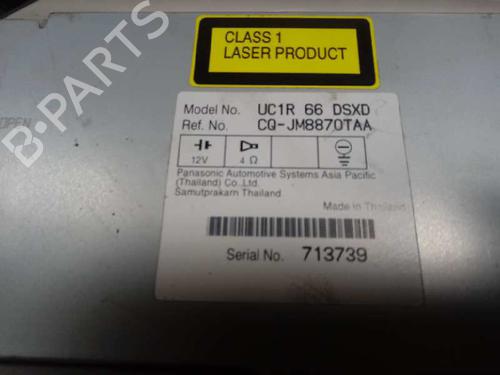 CLASS 1
LASER PRODUCT
OPEN
Model No. UC1R 66 DSXD
Ref. No. CQ-JM8870TAA
12V 4 Ω
Panasonic Automotive Systems Asia Pacific
(Thailand) Co.,Ltd.
Samutprakarn Thailand
Made in Thailand
Serial No. 713739
B-PARTS